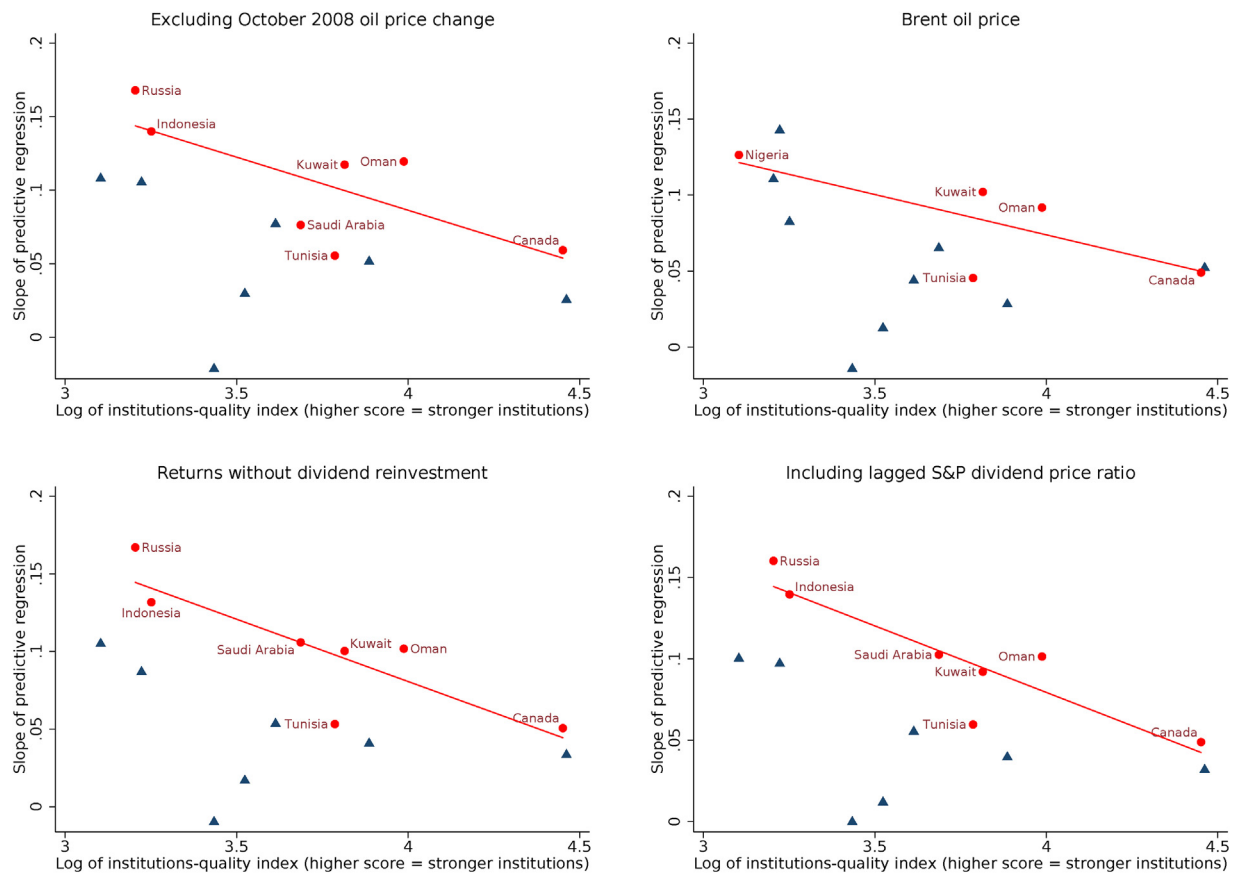 Excluding October 2008 oil price change
Slope of predictive regression
.2
.15
.1
.05
0
Russia
Indonesia
Kuwait
Oman
Saudi Arabia
Tunisia
Canada
3
3.5
4
4.5
Log of institutions-quality index (higher score = stronger institutions)
Brent oil price
Slope of predictive regression
.2
.15
.1
.05
0
Nigeria
Kuwait
Oman
Tunisia
Canada
3
3.5
4
4.5
Log of institutions-quality index (higher score = stronger institutions)
Returns without dividend reinvestment
Slope of predictive regression
.2
.15
.1
.05
0
Russia
Indonesia
Saudi Arabia
Kuwait
Oman
Tunisia
Canada
3
3.5
4
4.5
Log of institutions-quality index (higher score = stronger institutions)
Including lagged S&P dividend price ratio
Slope of predictive regression
.2
.15
.1
.05
0
Russia
Indonesia
Saudi Arabia
Kuwait
Oman
Tunisia
Canada
3
3.5
4
4.5
Log of institutions-quality index (higher score = stronger institutions)